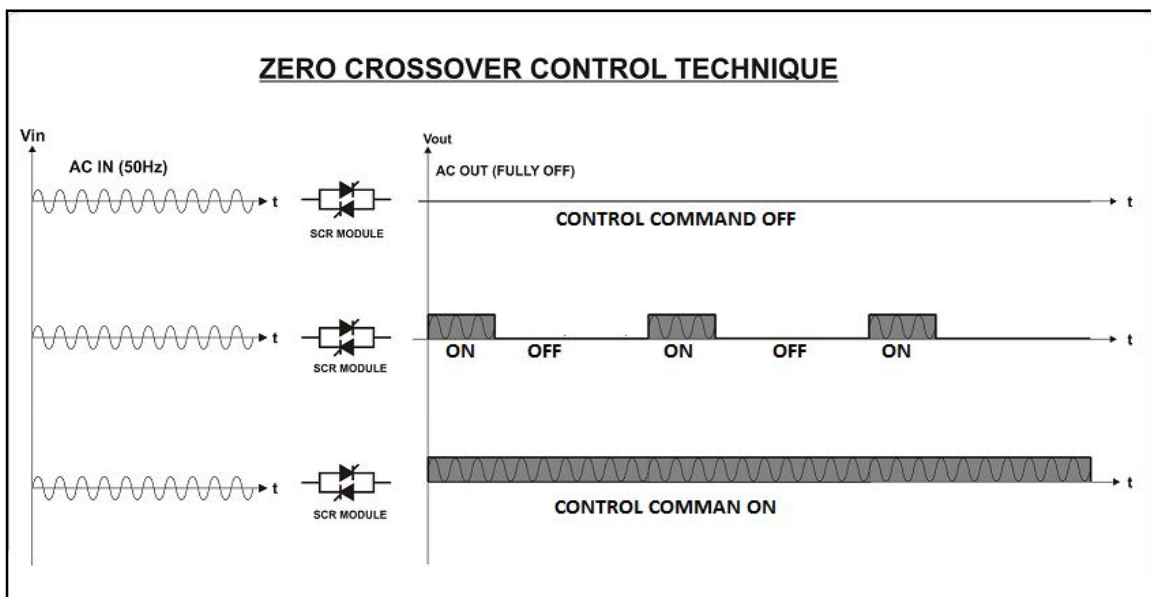 ZERO CROSSOVER CONTROL TECHNIQUE
Vin
Vout
AC IN (50Hz)
AC OUT (FULLY OFF)
t
t
CONTROL COMMAND OFF
SCR MODULE
t
t
ON OFF ON OFF ON
SCR MODULE
t
t
CONTROL COMMAN ON
SCR MODULE